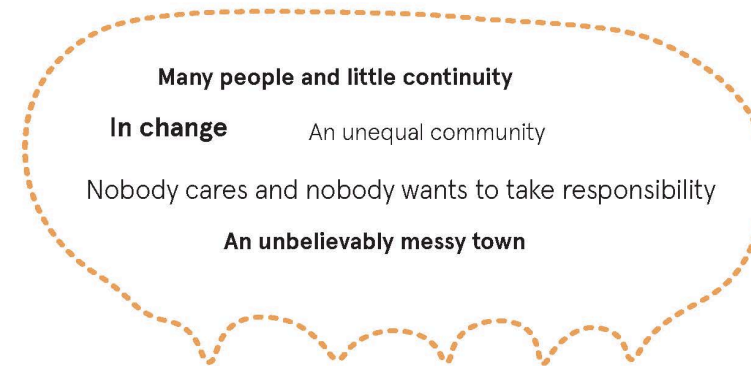 Many people and little continuity
In change
An unequal community
Nobody cares and nobody wants to take responsibility
An unbelievably messy town